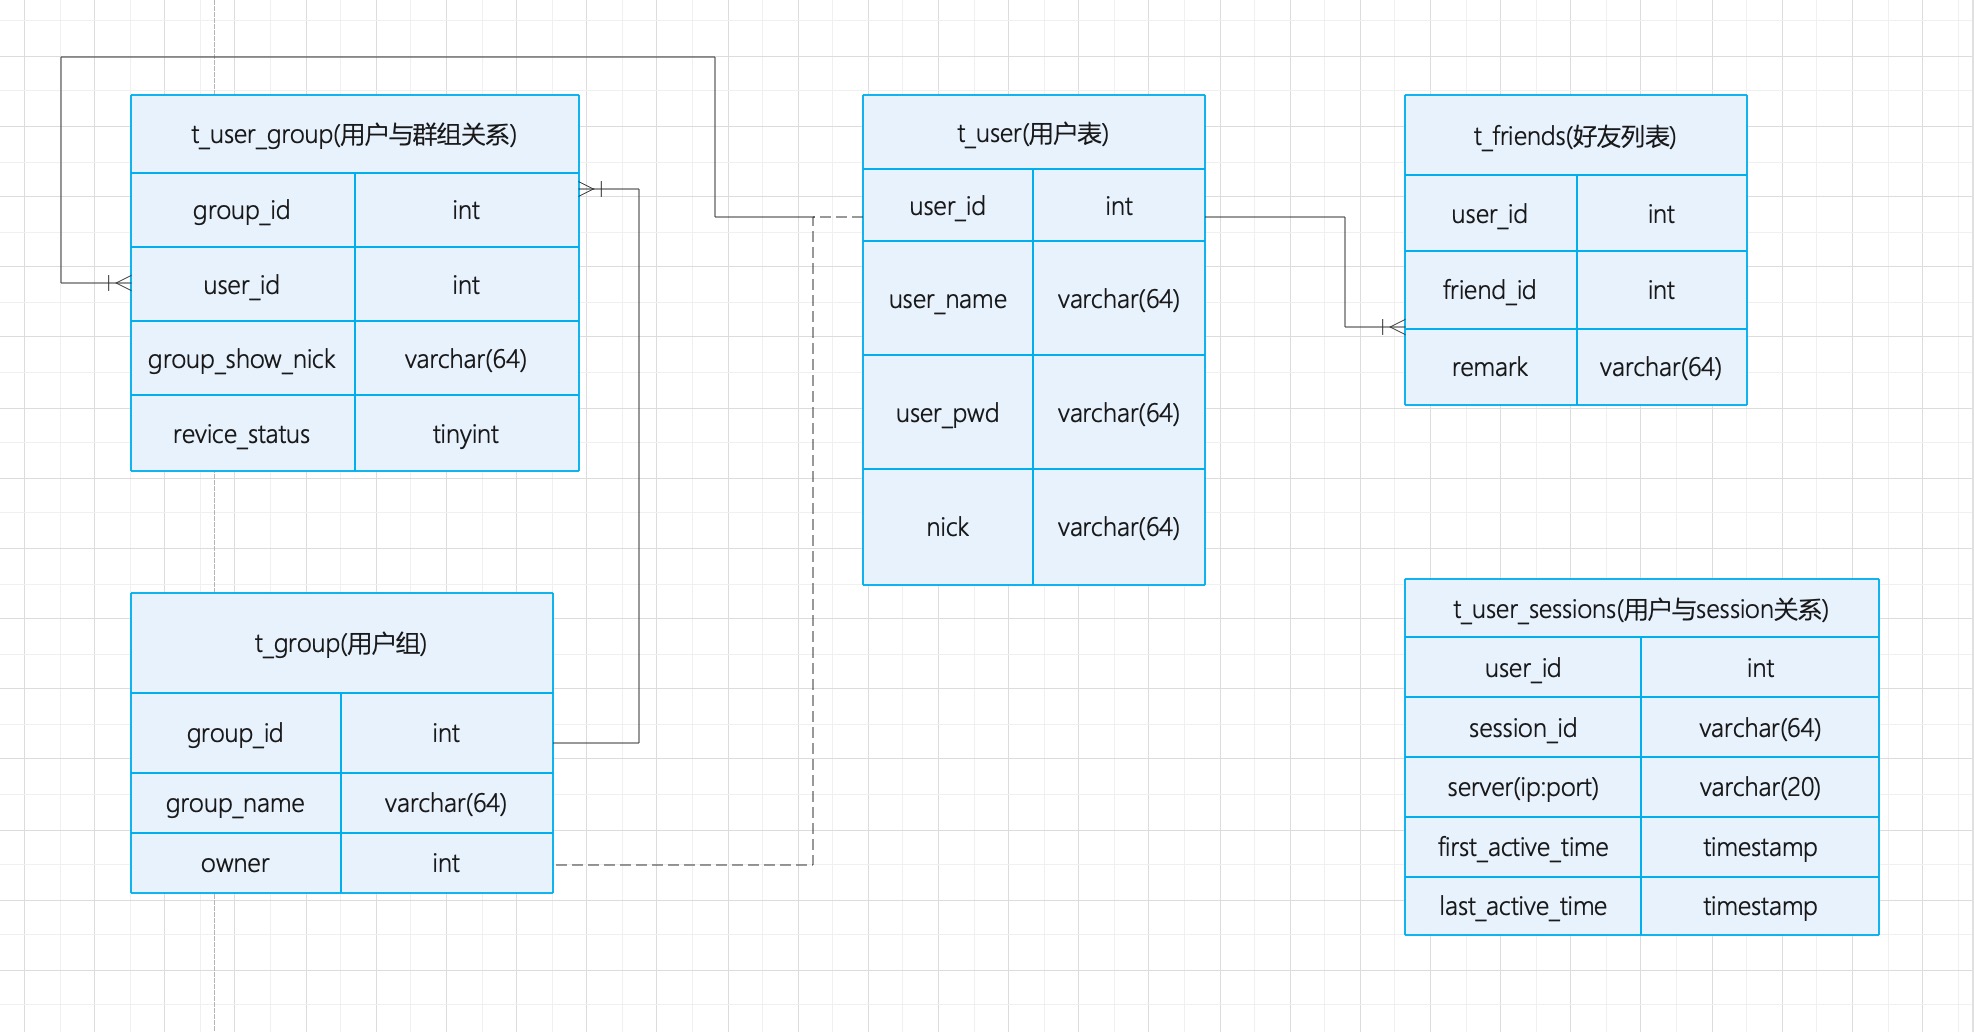 t_user_group(用户与群组关系)
group_id int
user_id int
group_show_nick varchar(64)
revice_status tinyint
t_user(用户表)
user_id int
user_name varchar(64)
user_pwd varchar(64)
nick varchar(64)
t_friends(好友列表)
user_id int
friend_id int
remark varchar(64)
t_group(用户组)
group_id int
group_name varchar(64)
owner int
t_user_sessions(用户与session关系)
user_id int
session_id varchar(64)
server(ip:port) varchar(20)
first_active_time timestamp
last_active_time timestamp